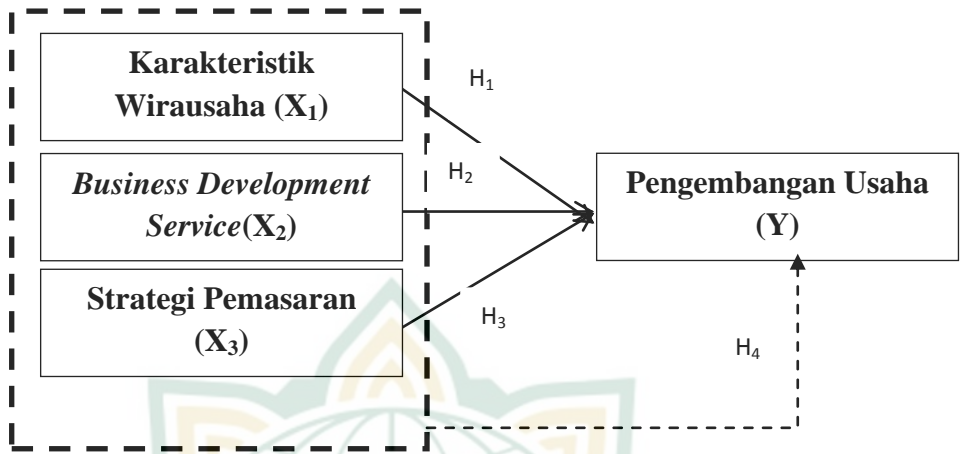 Karakteristik
Wirausaha (X₁)
H₁
Business Development
Service(X₂)
H₂
Pengembangan Usaha
(Y)
Strategi Pemasaran
(X₃)
H₃
H₄